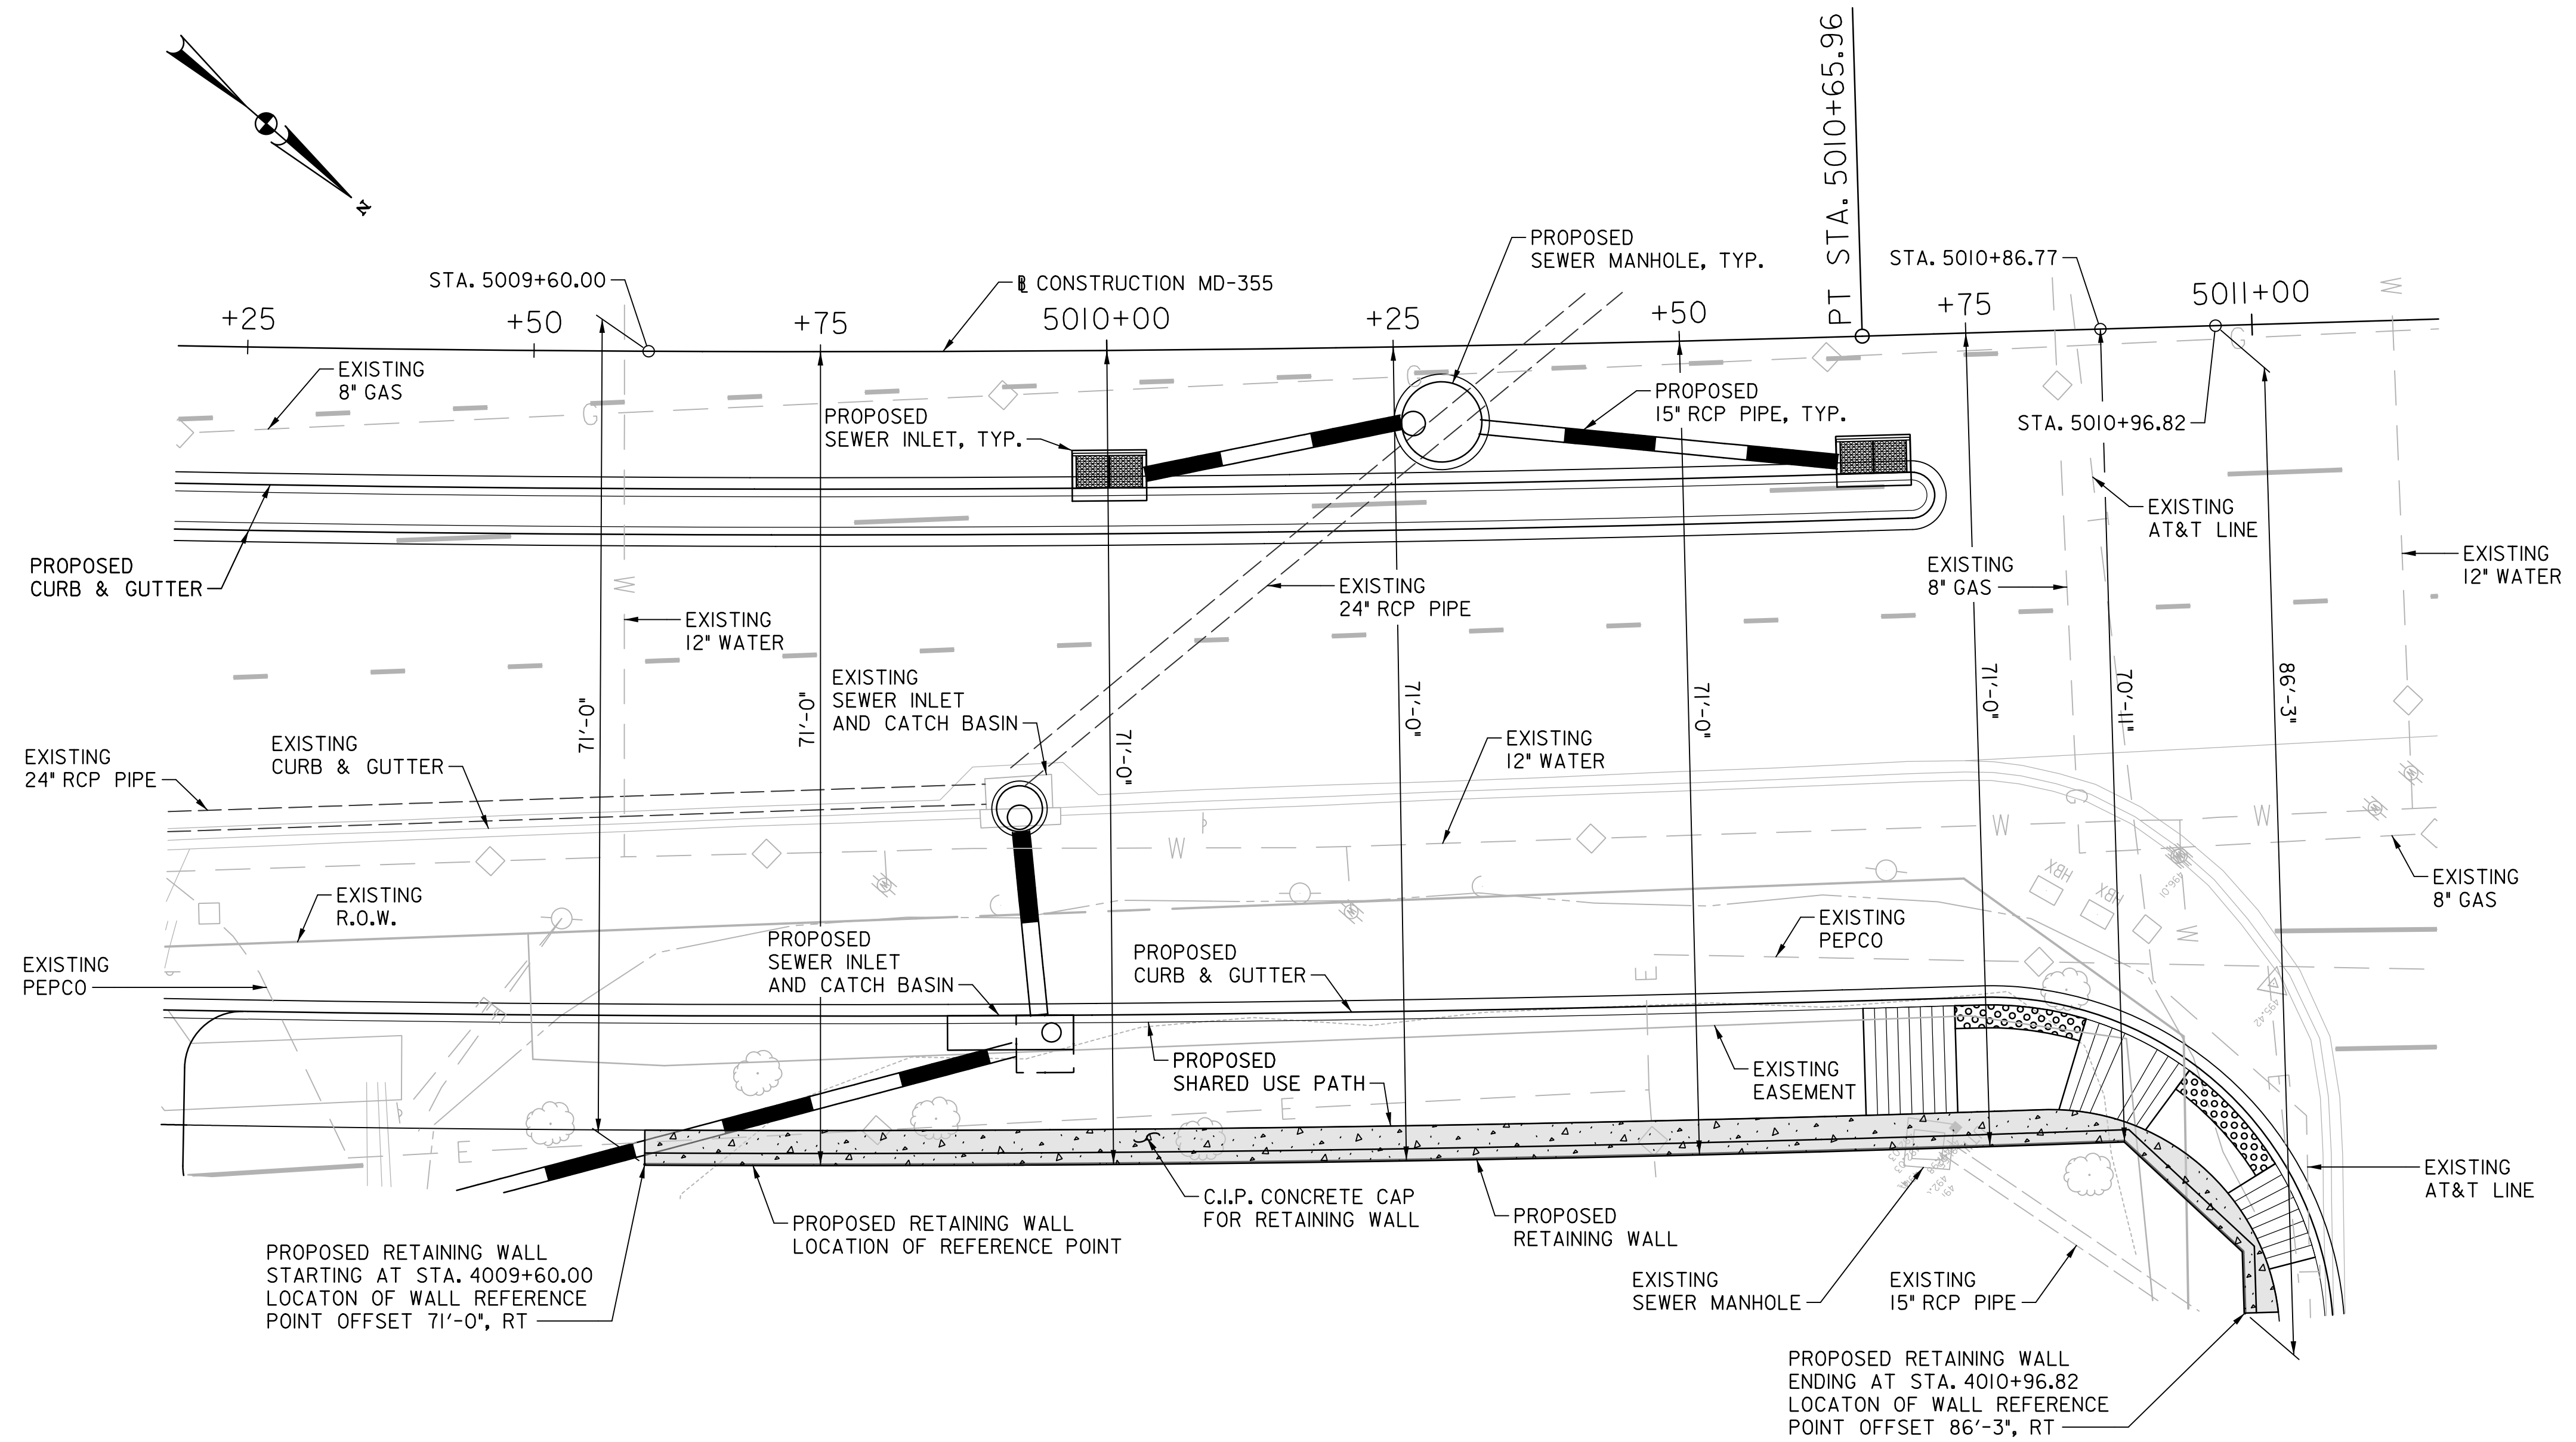 N
PT STA. 5010+65.96
PROPOSED
SEWER MANHOLE, TYP.
STA. 5010+86.77
STA. 5009+60.00
℄ CONSTRUCTION MD-355
+25
+50
+75
5010+00
+25
+50
+75
5011+00
W
G
EXISTING
8" GAS
G
G
PROPOSED
SEWER INLET, TYP.
PROPOSED
15" RCP PIPE, TYP.
STA. 5010+96.82
EXISTING
AT&T LINE
PROPOSED
CURB & GUTTER
W
EXISTING
12" WATER
EXISTING
24" RCP PIPE
EXISTING
8" GAS
EXISTING
12" WATER
71'-0"
71'-0"
71'-0"
71'-0"
71'-0"
71'-0"
70'-11"
86'-3"
EXISTING
SEWER INLET
AND CATCH BASIN
EXISTING
24" RCP PIPE
EXISTING
CURB & GUTTER
EXISTING
12" WATER
G
W
W
W
P
HBX
HBX
496.01
W
EXISTING
R.O.W.
EXISTING
8" GAS
EXISTING
PEPCO
EXISTING
PEPCO
PROPOSED
SEWER INLET
AND CATCH BASIN
PROPOSED
CURB & GUTTER
E
495.42
PROPOSED
SHARED USE PATH
EXISTING
EASEMENT
E
E
EXISTING
AT&T LINE
C.I.P. CONCRETE CAP
FOR RETAINING WALL
PROPOSED RETAINING WALL
LOCATION OF REFERENCE POINT
PROPOSED
RETAINING WALL
PROPOSED RETAINING WALL
STARTING AT STA. 4009+60.00
LOCATON OF WALL REFERENCE
POINT OFFSET 71'-0", RT
EXISTING
SEWER MANHOLE
EXISTING
15" RCP PIPE
PROPOSED RETAINING WALL
ENDING AT STA. 4010+96.82
LOCATON OF WALL REFERENCE
POINT OFFSET 86'-3", RT